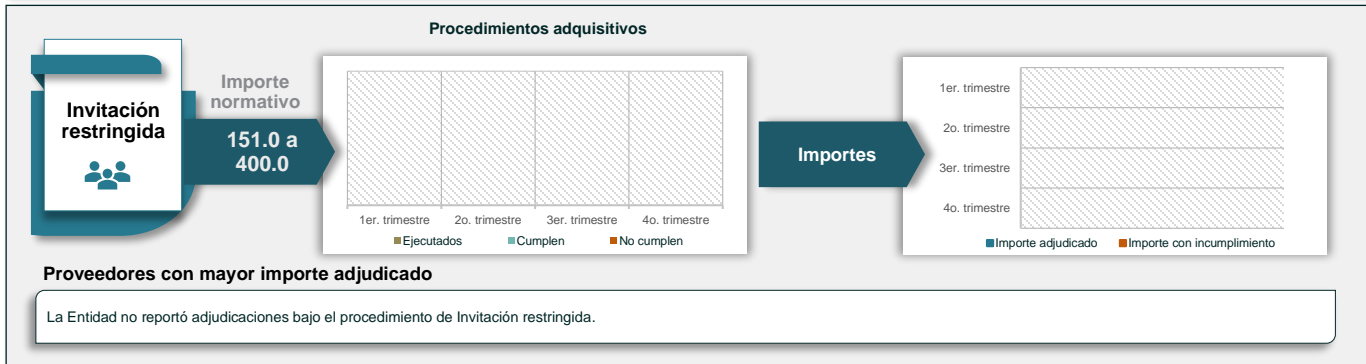 Procedimientos adquisitivos
Invitación
restringida
Importe
normativo
151.0 a
400.0
1er. trimestre 2o. trimestre 3er. trimestre 4o. trimestre
Ejecutados Cumplen No cumplen
Importes
1er. trimestre
2o. trimestre
3er. trimestre
4o. trimestre
Importe adjudicado Importe con incumplimiento
Proveedores con mayor importe adjudicado
La Entidad no reportó adjudicaciones bajo el procedimiento de Invitación restringida.